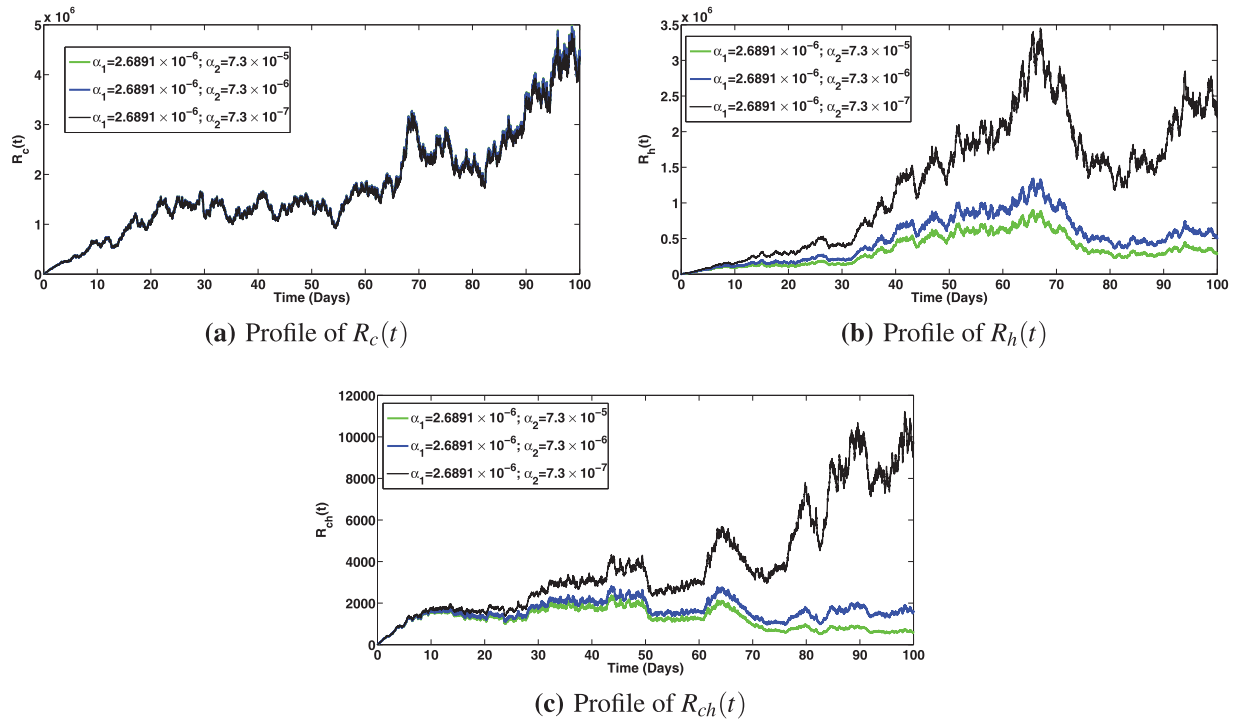 × 10⁶
5
4
3
2
1
0
R_c(t)
α₁=2.6891 × 10⁻⁶; α₂=7.3 × 10⁻⁵
α₁=2.6891 × 10⁻⁶; α₂=7.3 × 10⁻⁶
α₁=2.6891 × 10⁻⁶; α₂=7.3 × 10⁻⁷
0 10 20 30 40 50 60 70 80 90 100
Time (Days)
(a) Profile of R_c(t)
× 10⁶
3.5
3
2.5
2
1.5
1
0.5
0
R_h(t)
α₁=2.6891 × 10⁻⁶; α₂=7.3 × 10⁻⁵
α₁=2.6891 × 10⁻⁶; α₂=7.3 × 10⁻⁶
α₁=2.6891 × 10⁻⁶; α₂=7.3 × 10⁻⁷
0 10 20 30 40 50 60 70 80 90 100
Time (Days)
(b) Profile of R_h(t)
12000
10000
8000
6000
4000
2000
0
R_ch(t)
α₁=2.6891 × 10⁻⁶; α₂=7.3 × 10⁻⁵
α₁=2.6891 × 10⁻⁶; α₂=7.3 × 10⁻⁶
α₁=2.6891 × 10⁻⁶; α₂=7.3 × 10⁻⁷
0 10 20 30 40 50 60 70 80 90 100
Time (Days)
(c) Profile of R_ch(t)